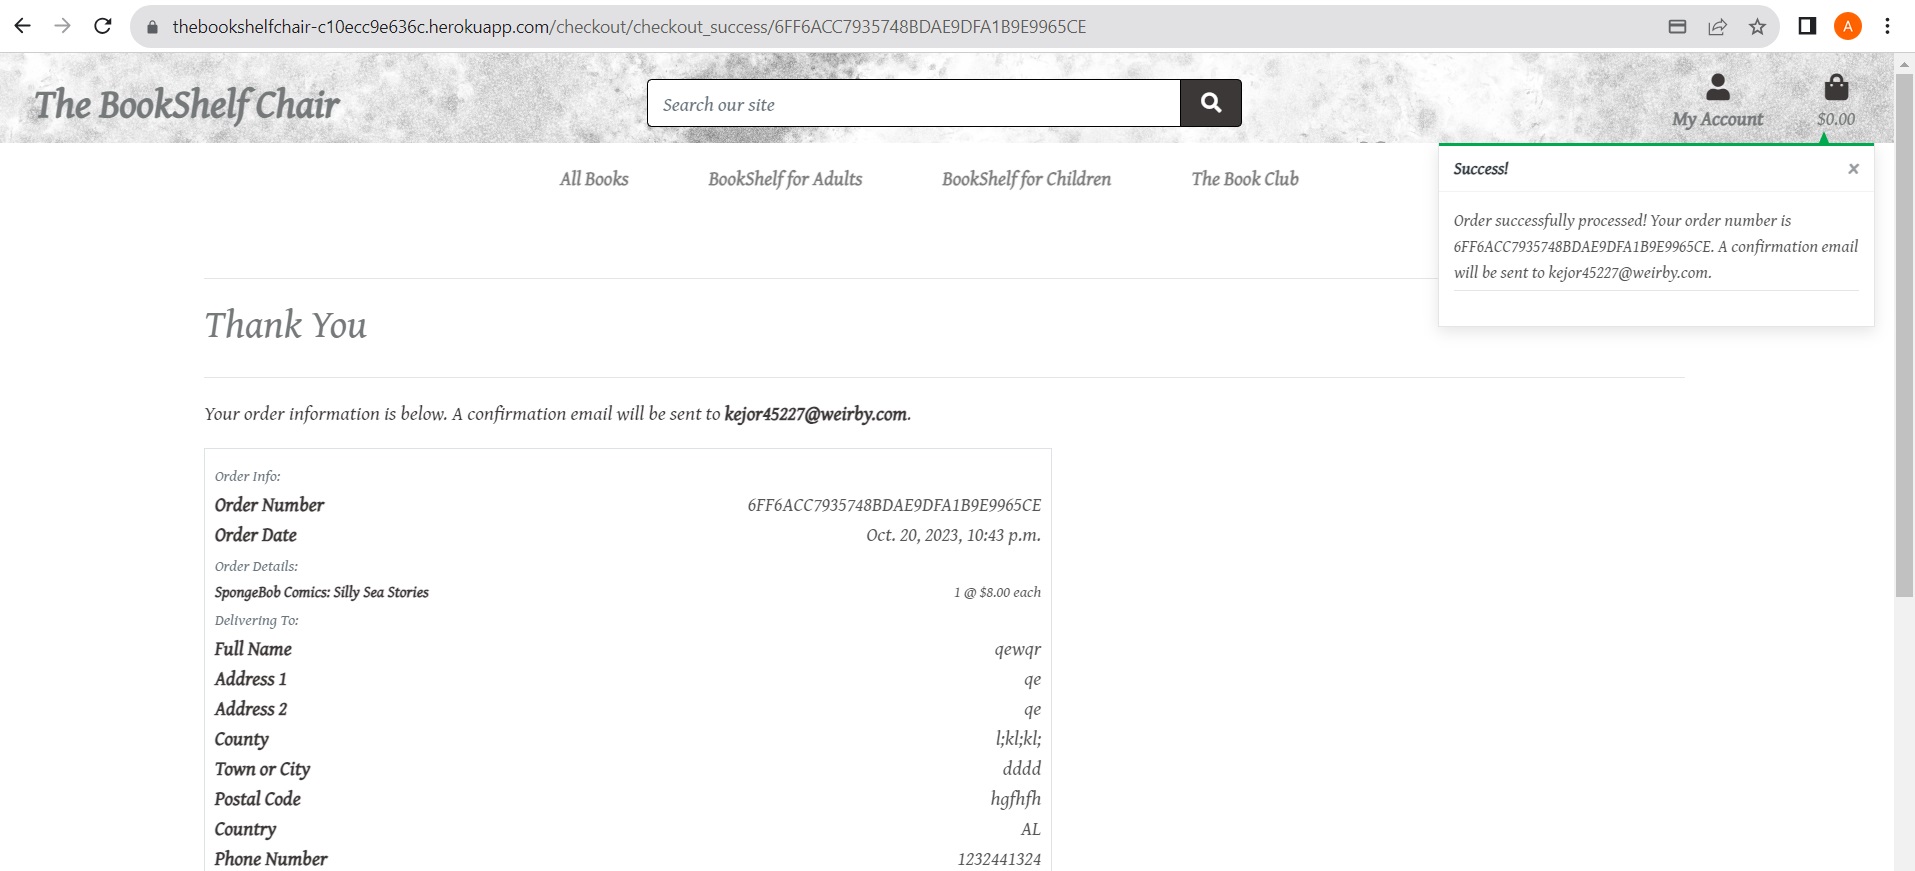 thebookshelfchair-c10ecc9e636c.herokuapp.com/checkout/checkout_success/6FF6ACC7935748BDAE9DFA1B9E9965CE
A
The BookShelf Chair
Search our site
My Account
$0.00
All Books
BookShelf for Adults
BookShelf for Children
The Book Club
Success!
×
Order successfully processed! Your order number is
6FF6ACC7935748BDAE9DFA1B9E9965CE. A confirmation email
will be sent to kejor45227@weirby.com.
Thank You
Your order information is below. A confirmation email will be sent to kejor45227@weirby.com.
Order Info:
Order Number 6FF6ACC7935748BDAE9DFA1B9E9965CE
Order Date Oct. 20, 2023, 10:43 p.m.
Order Details:
SpongeBob Comics: Silly Sea Stories 1 @ $8.00 each
Delivering To:
Full Name qewqr
Address 1 qe
Address 2 qe
County l;kl;kl;
Town or City dddd
Postal Code hgfhfh
Country AL
Phone Number 1232441324